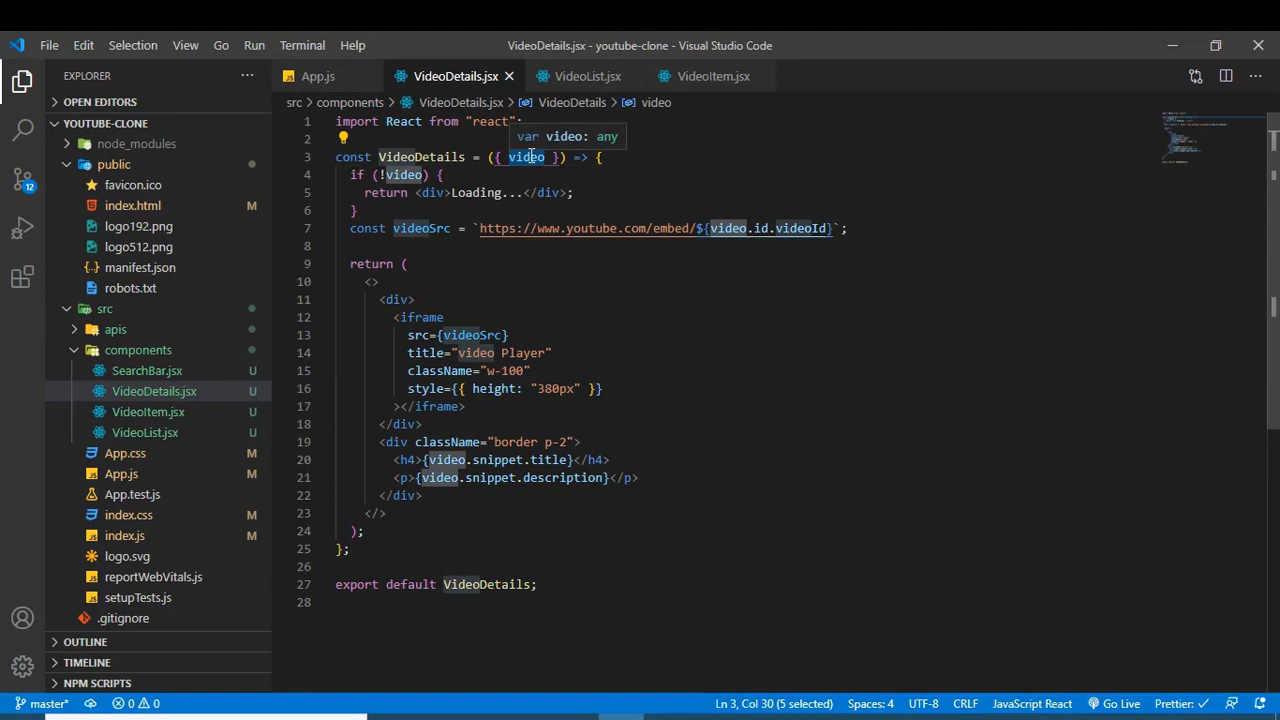 File Edit Selection View Go Run Terminal Help
VideoDetails.jsx - youtube-clone - Visual Studio Code
EXPLORER
App.js VideoDetails.jsx VideoList.jsx VideoItem.jsx
OPEN EDITORS
YOUTUBE-CLONE
node_modules
public
favicon.ico
index.html M
logo192.png
logo512.png
manifest.json
robots.txt
src
apis
components
SearchBar.jsx U
VideoDetails.jsx U
VideoItem.jsx U
VideoList.jsx U
App.css M
App.js M
App.test.js
index.css M
index.js M
logo.svg
reportWebVitals.js
setupTests.js
.gitignore
OUTLINE
TIMELINE
NPM SCRIPTS
12
src > components > VideoDetails.jsx > VideoDetails > video
1 import React from "react";
var video: any
2
3 const VideoDetails = ({ video }) => {
4 if (!video) {
5 return <div>Loading...</div>;
6 }
7 const videoSrc = `https://www.youtube.com/embed/${video.id.videoId}`;
8
9 return (
10 <>
11 <div>
12 <iframe
13 src={videoSrc}
14 title="video Player"
15 className="w-100"
16 style={{ height: "380px" }}
17 ></iframe>
18 </div>
19 <div className="border p-2">
20 <h4>{video.snippet.title}</h4>
21 <p>{video.snippet.description}</p>
22 </div>
23 </>
24 );
25 };
26
27 export default VideoDetails;
28
master* 0 0 Ln 3, Col 30 (5 selected) Spaces: 4 UTF-8 CRLF JavaScript React Go Live Prettier: ✓